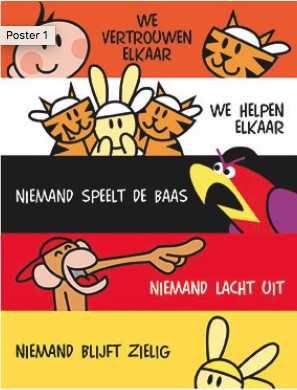 WE
VERTROUWEN
ELKAAR
Poster 1
WE HELPEN
ELKAAR
NIEMAND SPEELT DE BAAS
NIEMAND LACHT UIT
NIEMAND BLIJFT ZIELIG